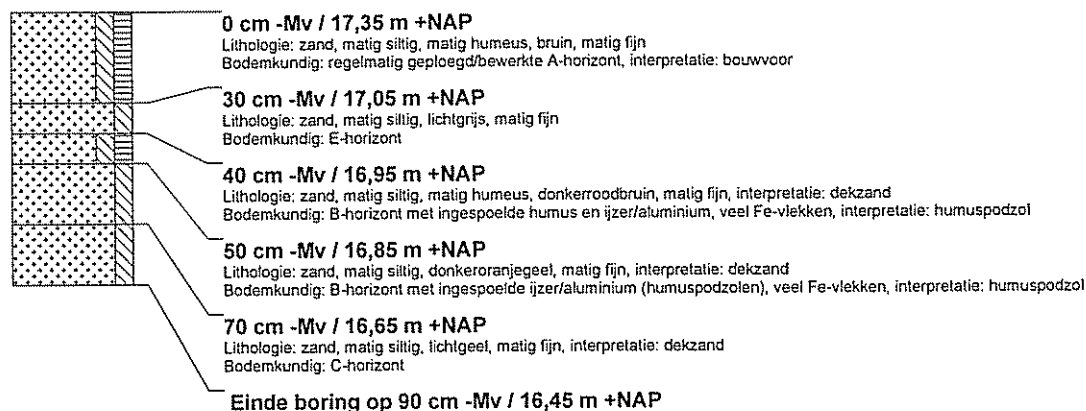 0 cm -Mv / 17,35 m +NAP
Lithologie: zand, matig siltig, matig humeus, bruin, matig fijn
Bodemkundig: regelmatig geploegd/bewerkte A-horizont, interpretatie: bouwvoor
30 cm -Mv / 17,05 m +NAP
Lithologie: zand, matig siltig, lichtgrijs, matig fijn
Bodemkundig: E-horizont
40 cm -Mv / 16,95 m +NAP
Lithologie: zand, matig siltig, matig humeus, donkerroodbruin, matig fijn, interpretatie: dekzand
Bodemkundig: B-horizont met ingespoelde humus en ijzer/aluminium, veel Fe-vlekken, interpretatie: humuspodzol
50 cm -Mv / 16,85 m +NAP
Lithologie: zand, matig siltig, donkeroranjegeel, matig fijn, interpretatie: dekzand
Bodemkundig: B-horizont met ingespoelde ijzer/aluminium (humuspodzolen), veel Fe-vlekken, interpretatie: humuspodzol
70 cm -Mv / 16,65 m +NAP
Lithologie: zand, matig siltig, lichtgeel, matig fijn, interpretatie: dekzand
Bodemkundig: C-horizont
Einde boring op 90 cm -Mv / 16,45 m +NAP